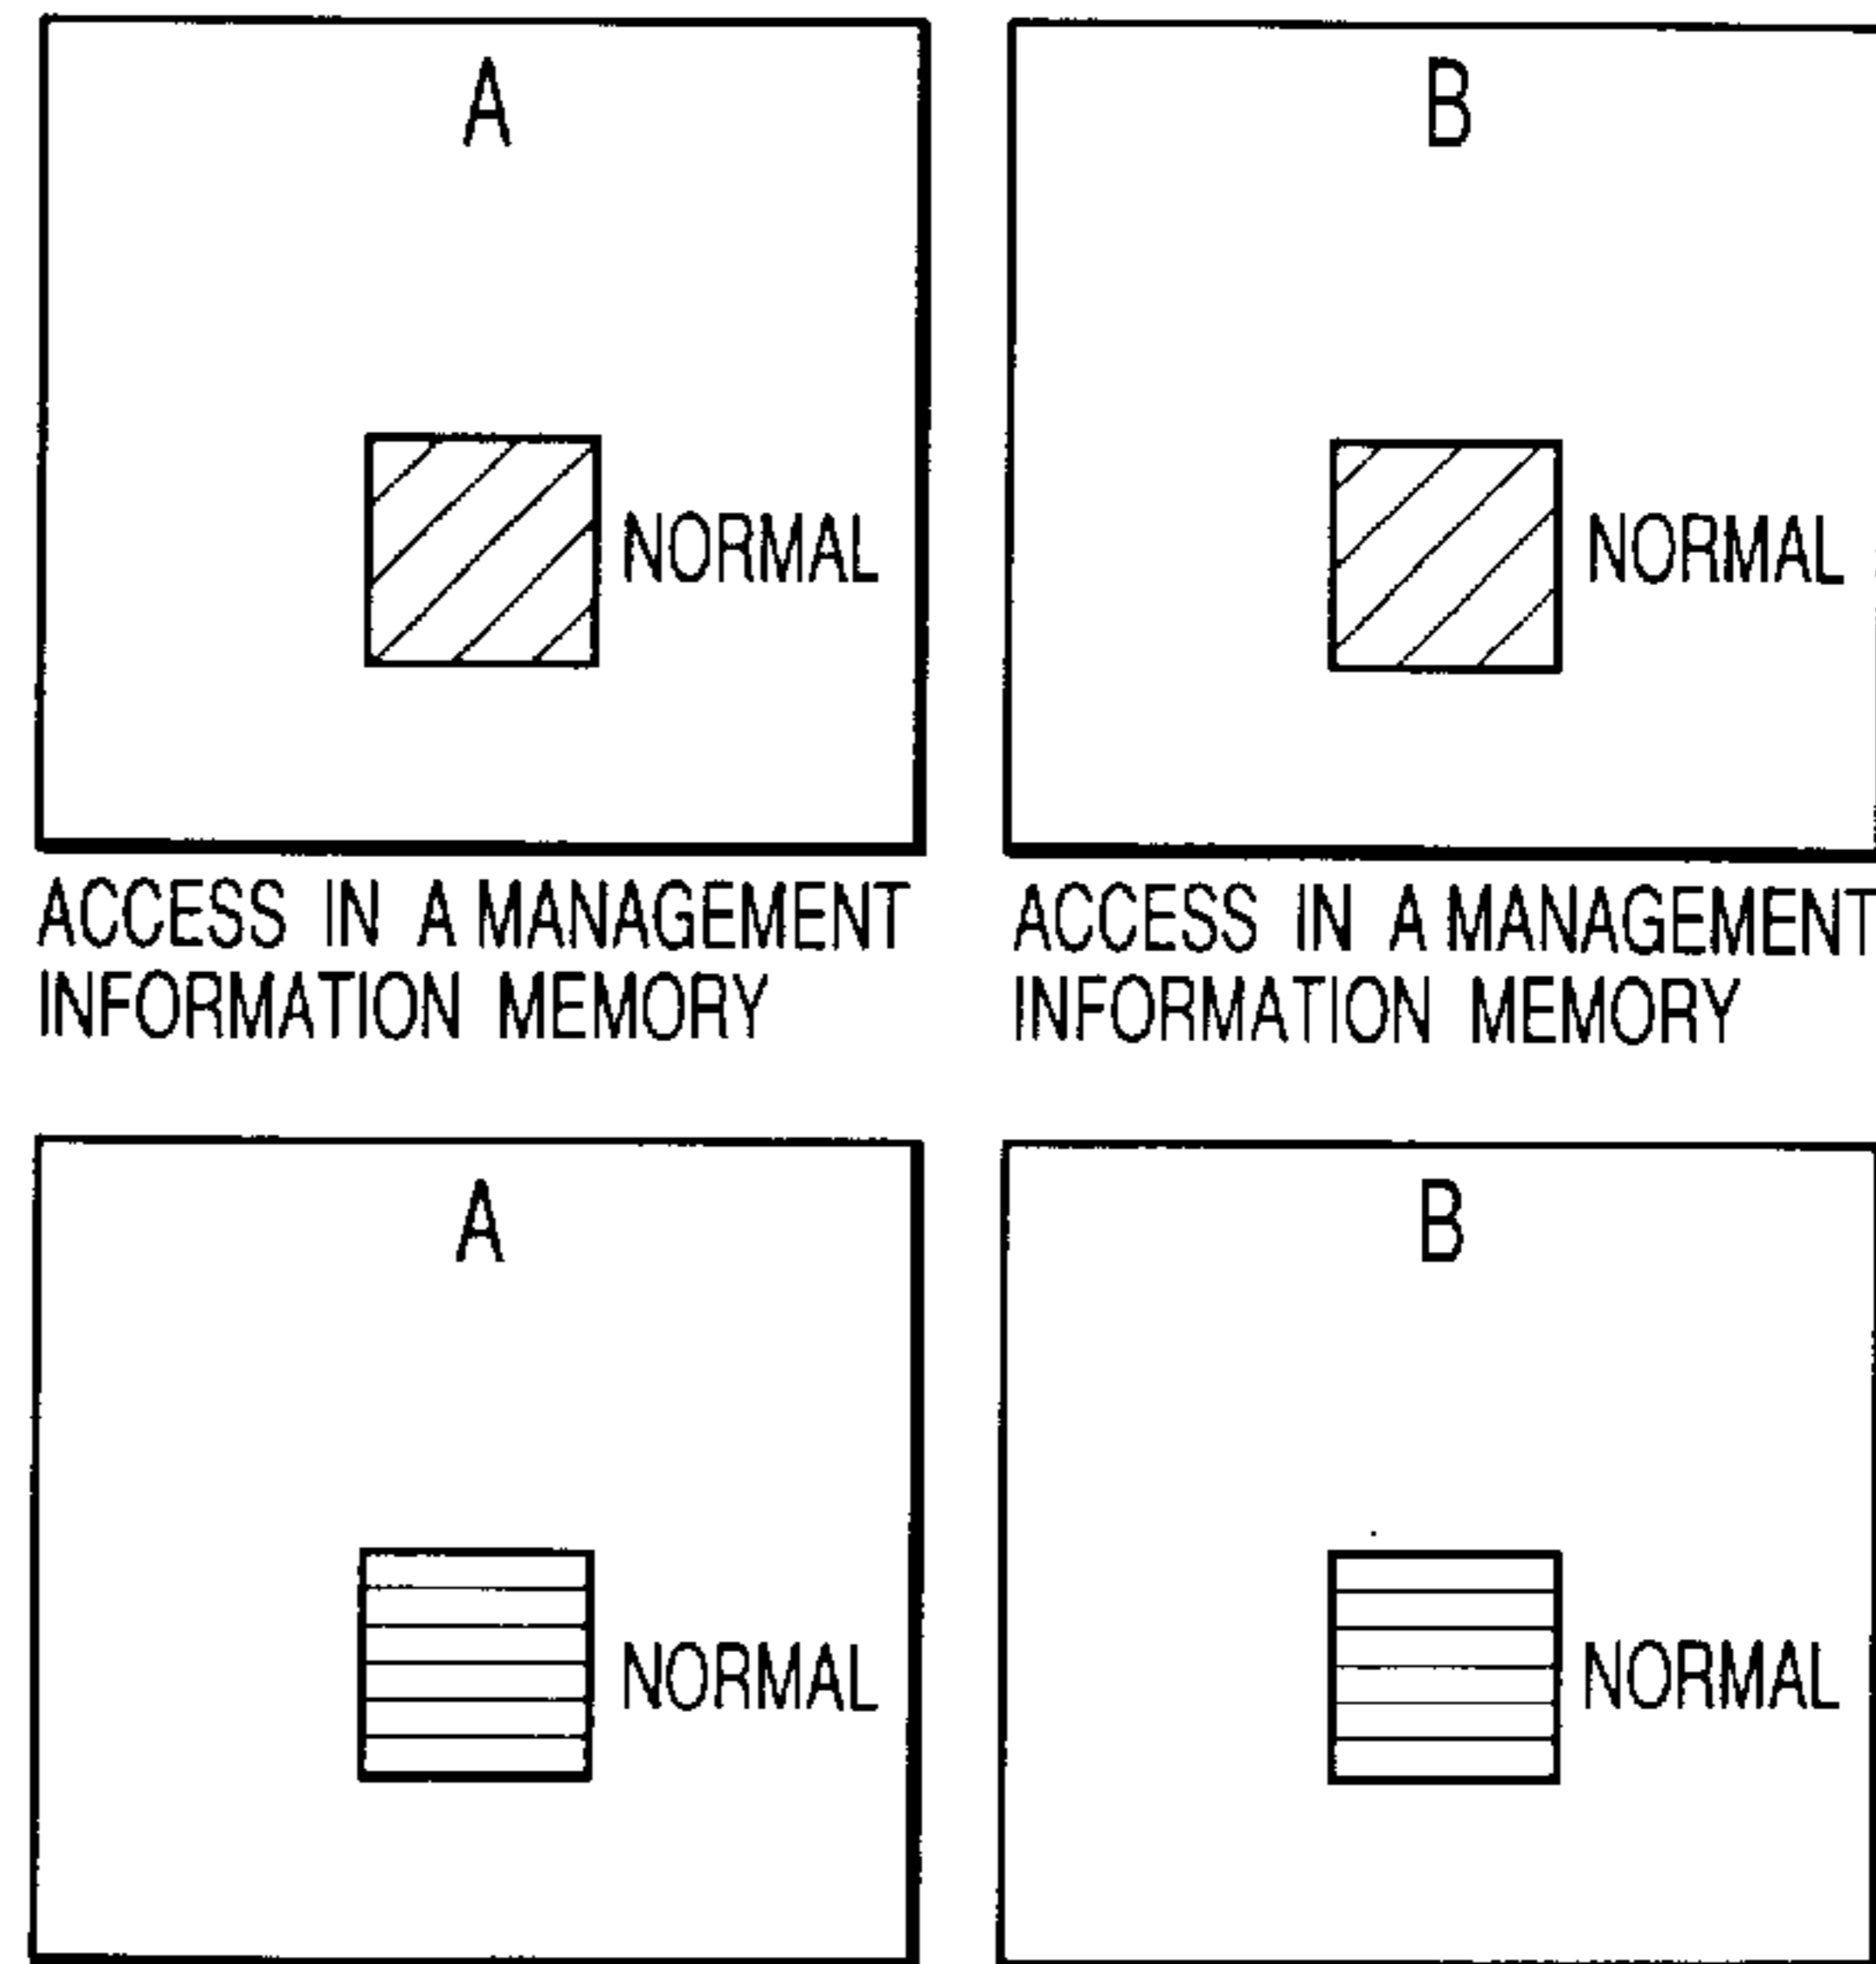 A
B
NORMAL
NORMAL
ACCESS IN A MANAGEMENT
INFORMATION MEMORY
ACCESS IN A MANAGEMENT
INFORMATION MEMORY
A
B
NORMAL
NORMAL